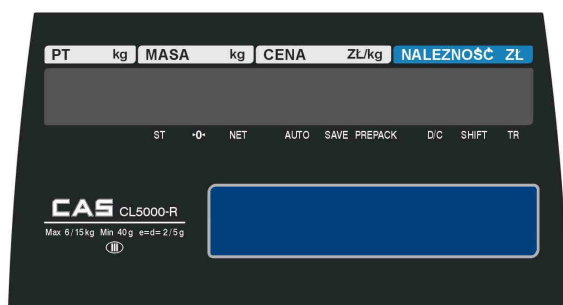 PT kg MASA kg CENA ZŁ/kg NALEZNOŚĆ ZŁ
ST ▸0◂ NET AUTO SAVE PREPACK D/C SHIFT TR
CAS CL5000-R
Max 6/15kg Min 40g e=d=2/5g
III